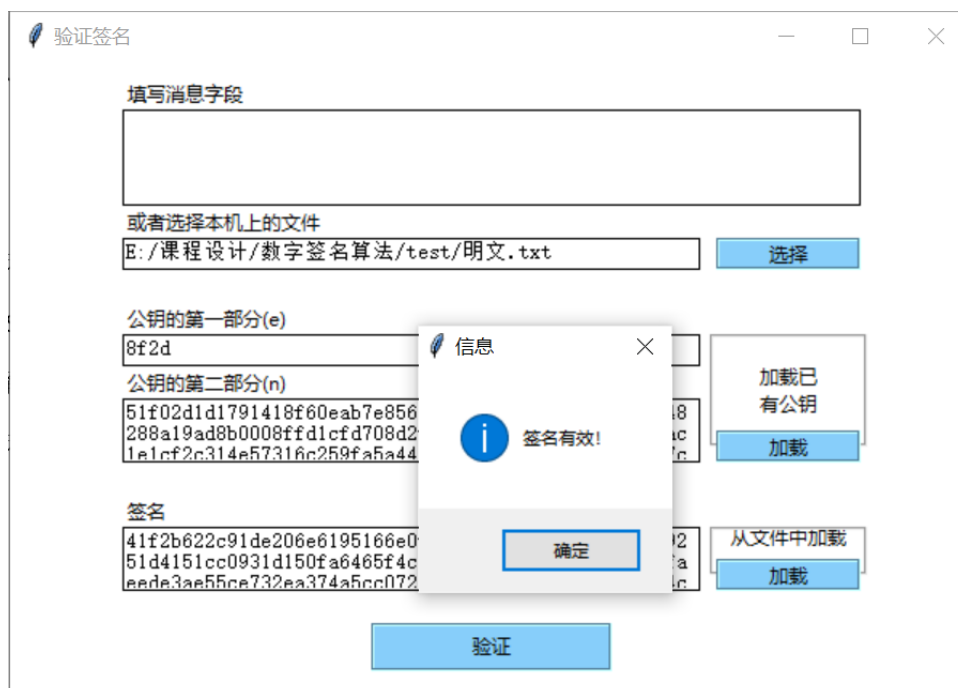 验证签名
填写消息字段
或者选择本机上的文件
E:/课程设计/数字签名算法/test/明文.txt
选择
公钥的第一部分(e)
8f2d
信息
签名有效!
确定
加载已
有公钥
加载
公钥的第二部分(n)
51f02d1d1791418f60eab7e856
288a19ad8b0008ffd1cfd708d2
1e1cf2c314e57316c259fa5a44
签名
41f2b622c91de206e6195166e0
51d4151cc0931d150fa6465f4c
eede3ae55ce732ea374a5cc072
从文件中加载
加载
验证